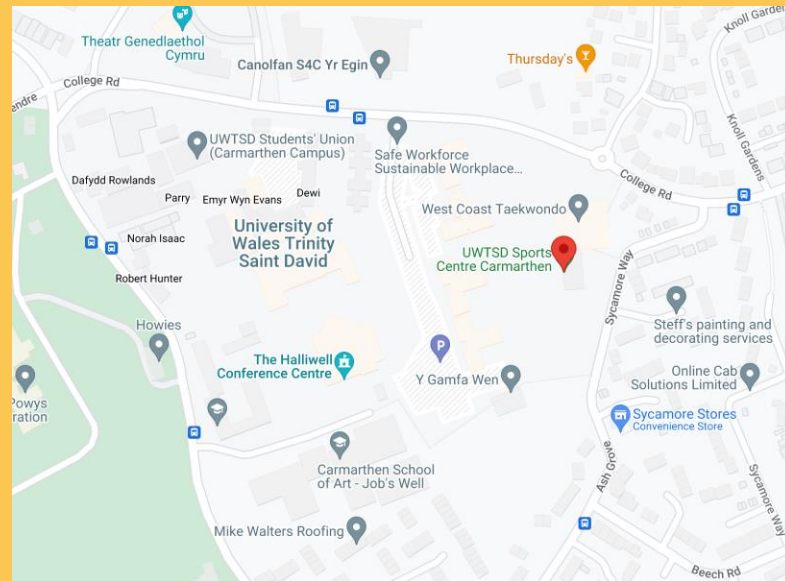 Theatr Genedlaethol
Cymru
Canolfan S4C Yr Egin
Thursday's
Knoll Gardens
Knoll Gardens
College Rd
UWTSD Students' Union
(Carmarthen Campus)
Safe Workforce
Sustainable Workplace...
College Rd
Dafydd Rowlands
Parry
Emyr Wyn Evans
Dewi
West Coast Taekwondo
University of
Wales Trinity
Saint David
Norah Isaac
UWTSD Sports
Centre Carmarthen
Sycamore Way
Robert Hunter
Howies
Steff's painting and
decorating services
The Halliwell
Conference Centre
P
Y Gamfa Wen
Online Cab
Solutions Limited
Powys
Sycamore Stores
Convenience Store
Carmarthen School
of Art - Job's Well
Ash Grove
Sycamore Way
Mike Walters Roofing
Beech Rd